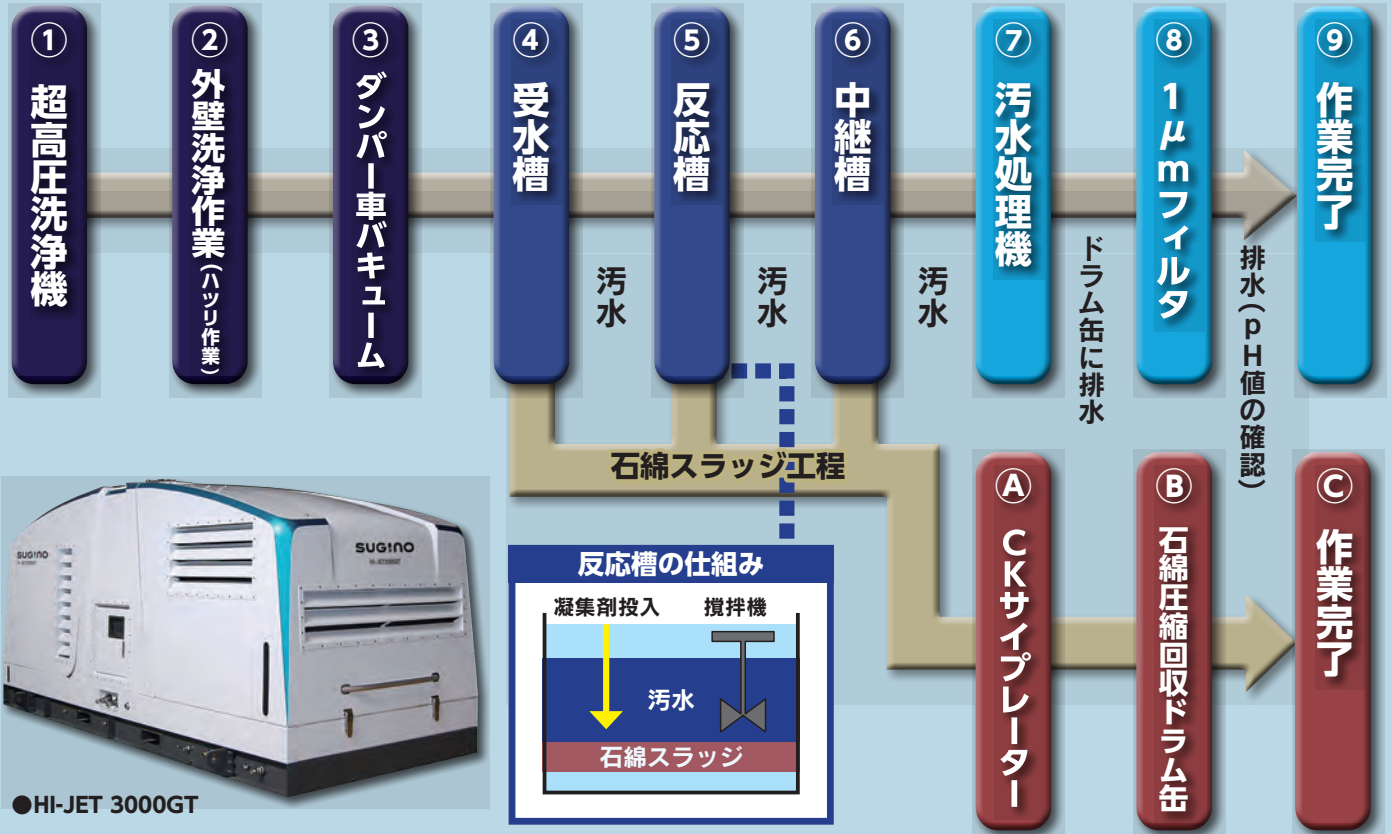 ① 超高圧洗浄機
② 外壁洗浄作業(ハツリ作業)
③ ダンパー車バキューム
④ 受水槽
⑤ 反応槽
⑥ 中継槽
⑦ 汚水処理機
⑧ 1μmフィルタ
⑨ 作業完了
汚水
汚水
汚水
ドラム缶に排水
排水(pH値の確認)
石綿スラッジ工程
Ⓐ CKサイプレーター
Ⓑ 石綿圧縮回収ドラム缶
Ⓒ 作業完了
反応槽の仕組み
凝集剤投入
撹拌機
汚水
石綿スラッジ
SUGINO
SUGINO
●HI-JET 3000GT